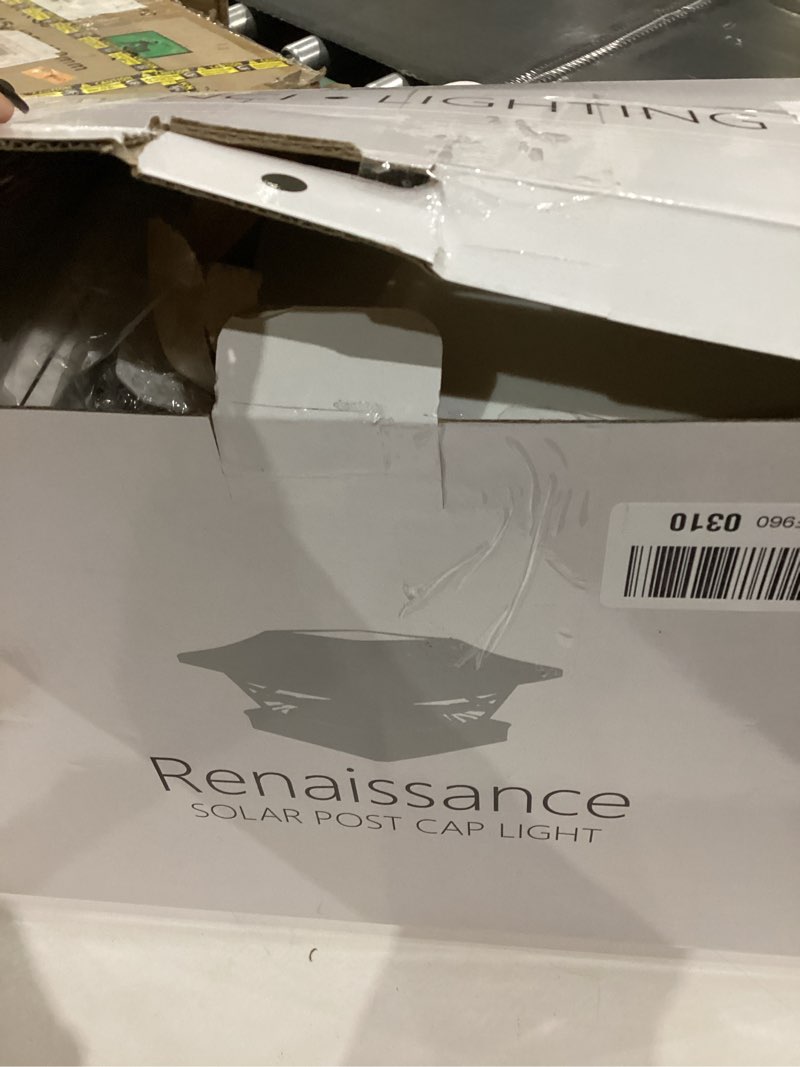 LIGHTING
0310
Renaissance
SOLAR POST CAP LIGHT